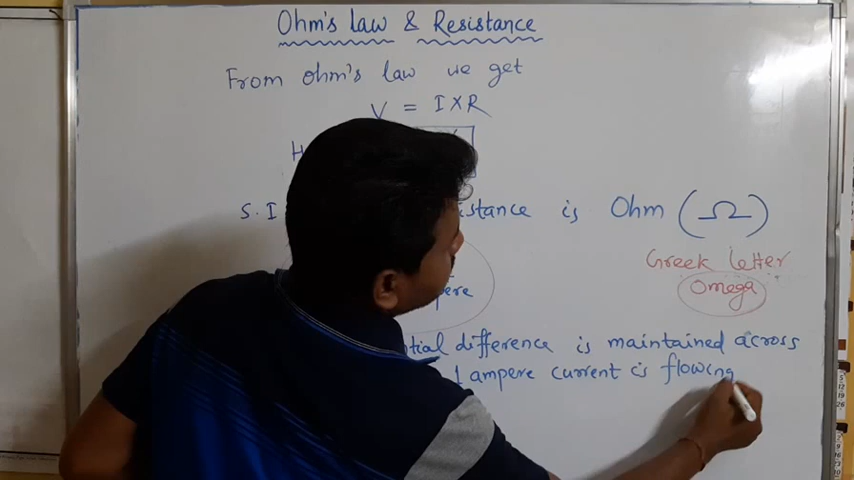 Ohm's Law & Resistance
From ohm's law we get
V = I X R
H
S.I istance is Ohm (Ω)
Greek letter
Omega
pere
tial difference is maintained across
1 ampere current is flowing